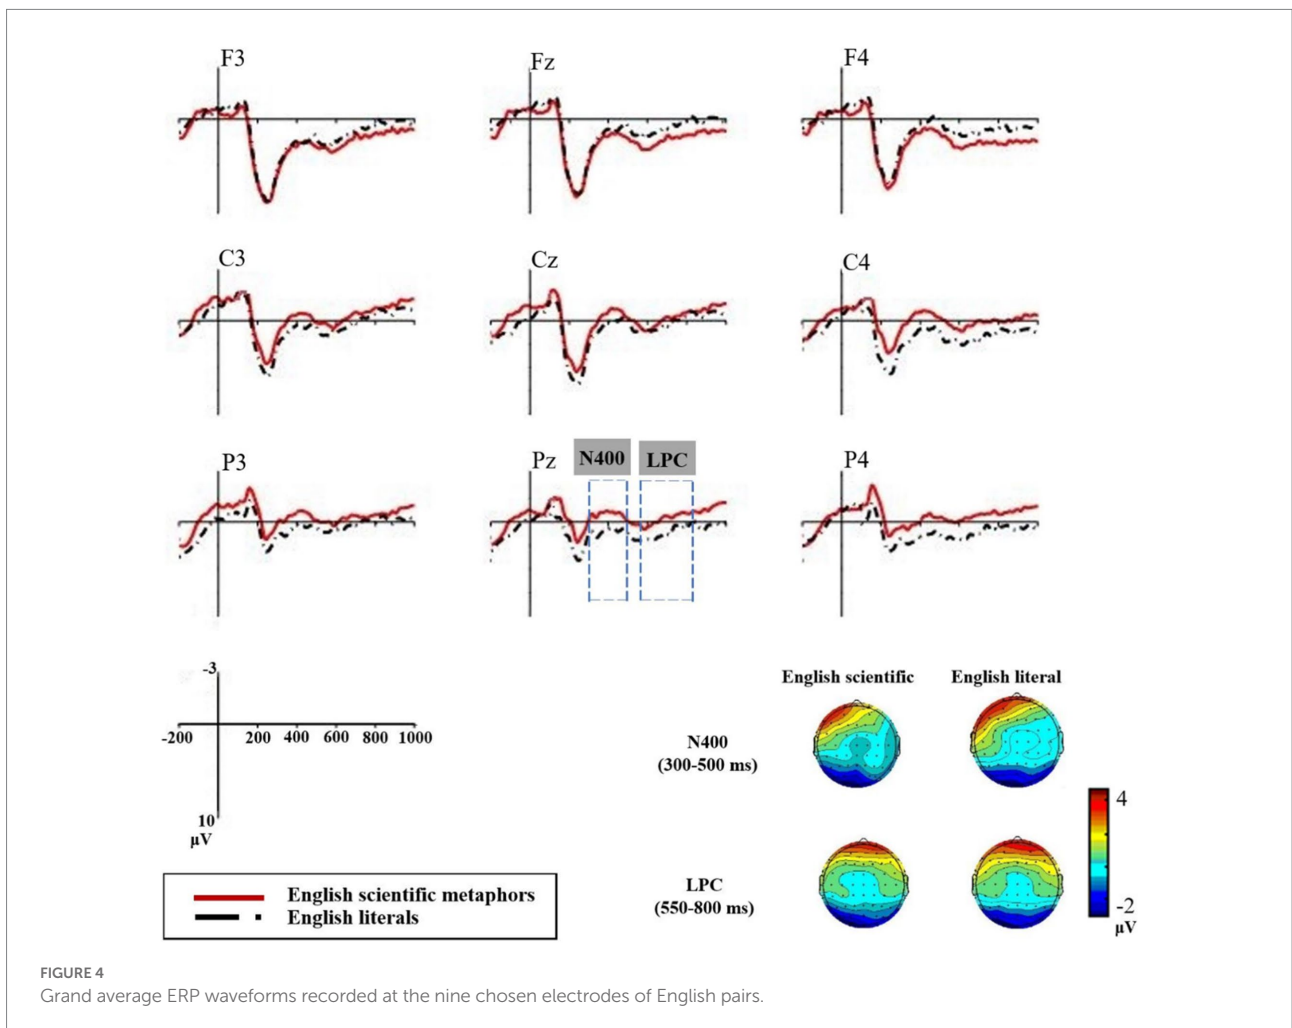 F3
Fz
F4
C3
Cz
C4
P3
Pz
N400
LPC
P4
-3
-200
200
400
600
800
1000
10
µV
English scientific metaphors
English literals
English scientific
English literal
N400
(300-500 ms)
LPC
(550-800 ms)
4
-2
µV
FIGURE 4
Grand average ERP waveforms recorded at the nine chosen electrodes of English pairs.